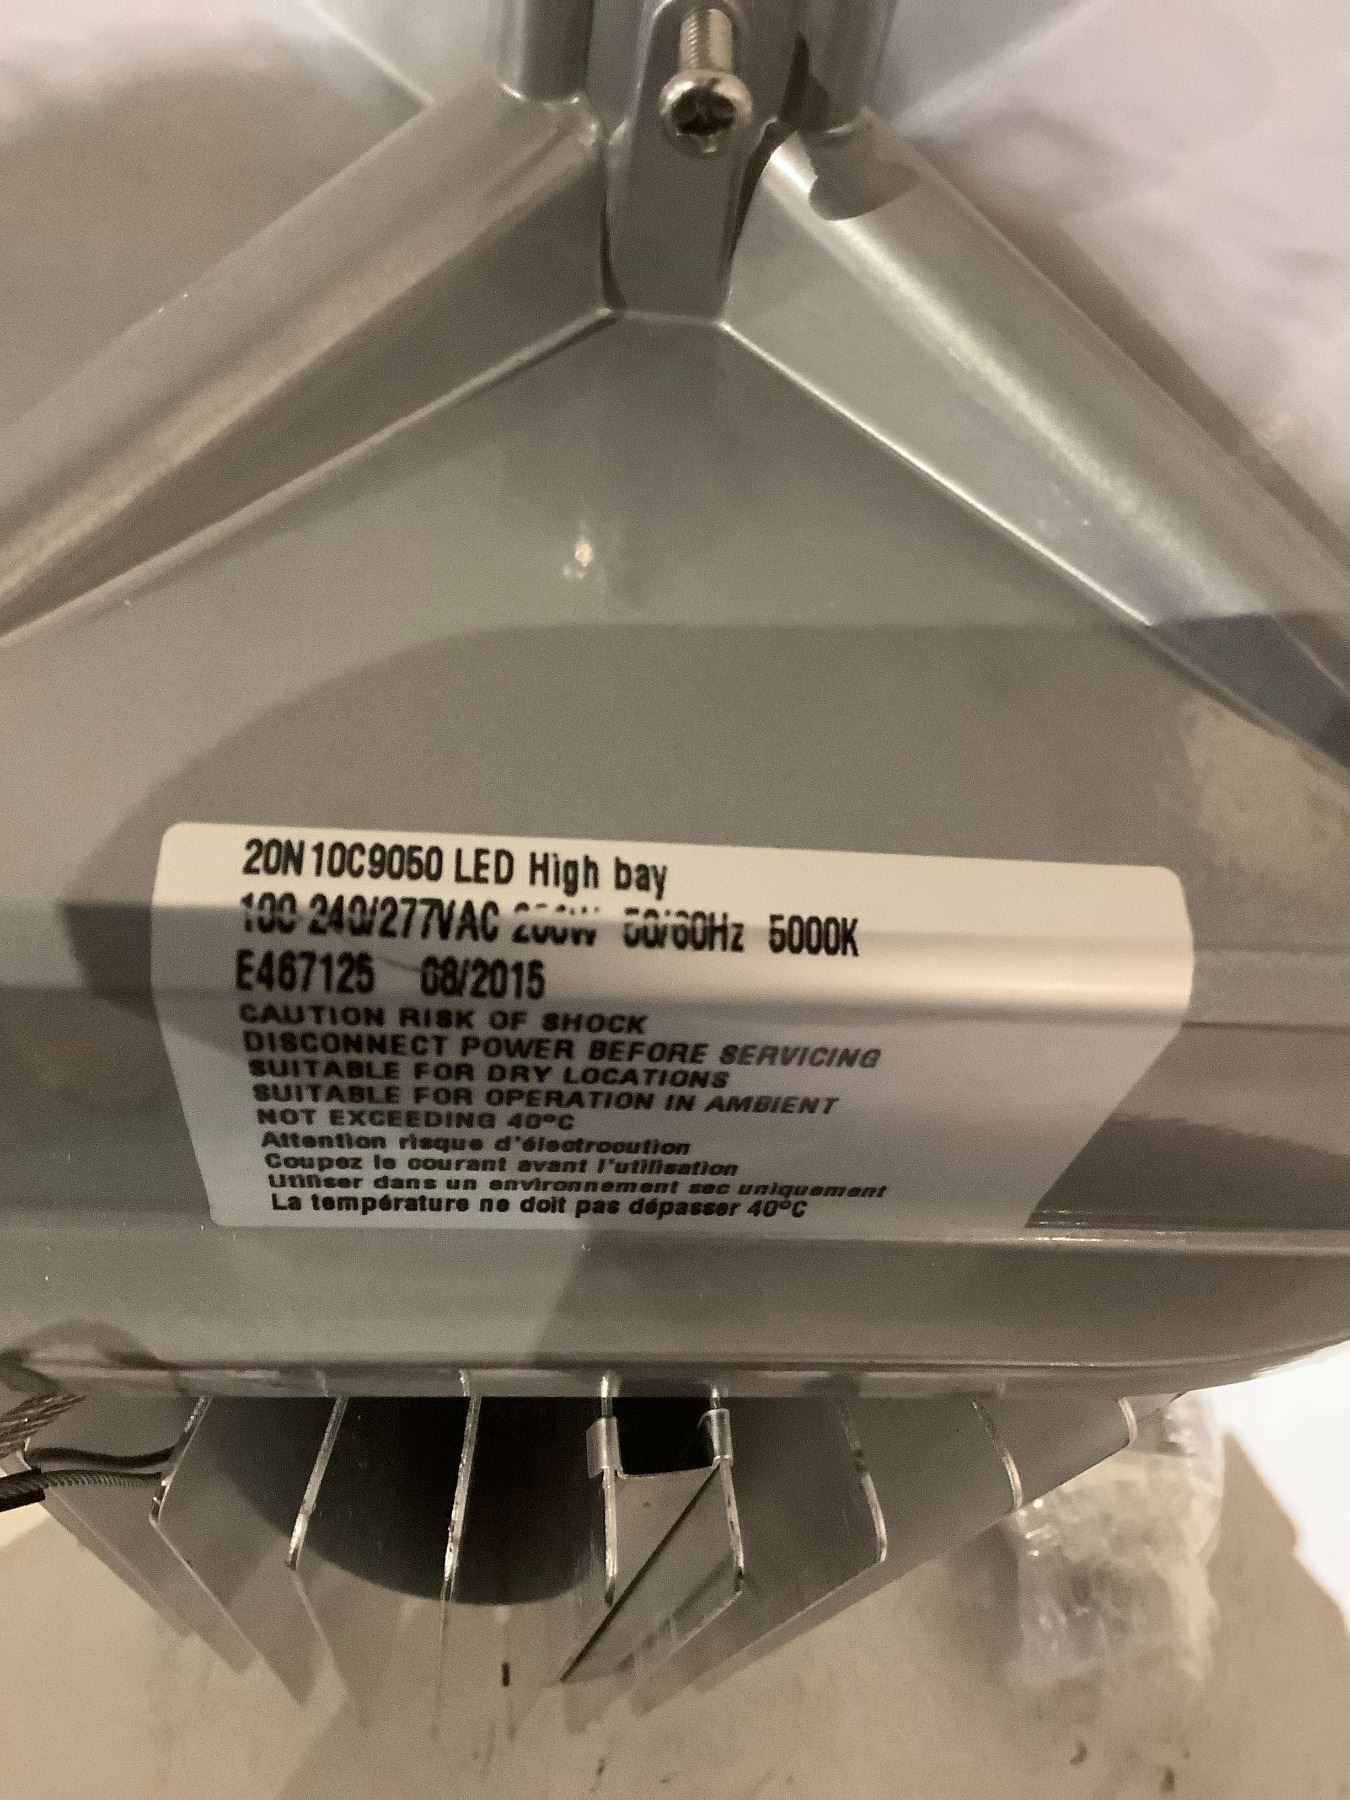 20N10C9050 LED High bay
100-240/277VAC 50/60Hz 5000K
E467125 08/2015
CAUTION RISK OF SHOCK
DISCONNECT POWER BEFORE SERVICING
SUITABLE FOR DRY LOCATIONS
SUITABLE FOR OPERATION IN AMBIENT
NOT EXCEEDING 40°C
Attention risque d'électrocution
Coupez le courant avant l'utilisation
Utiliser dans un environnement sec uniquement
La température ne doit pas dépasser 40°C